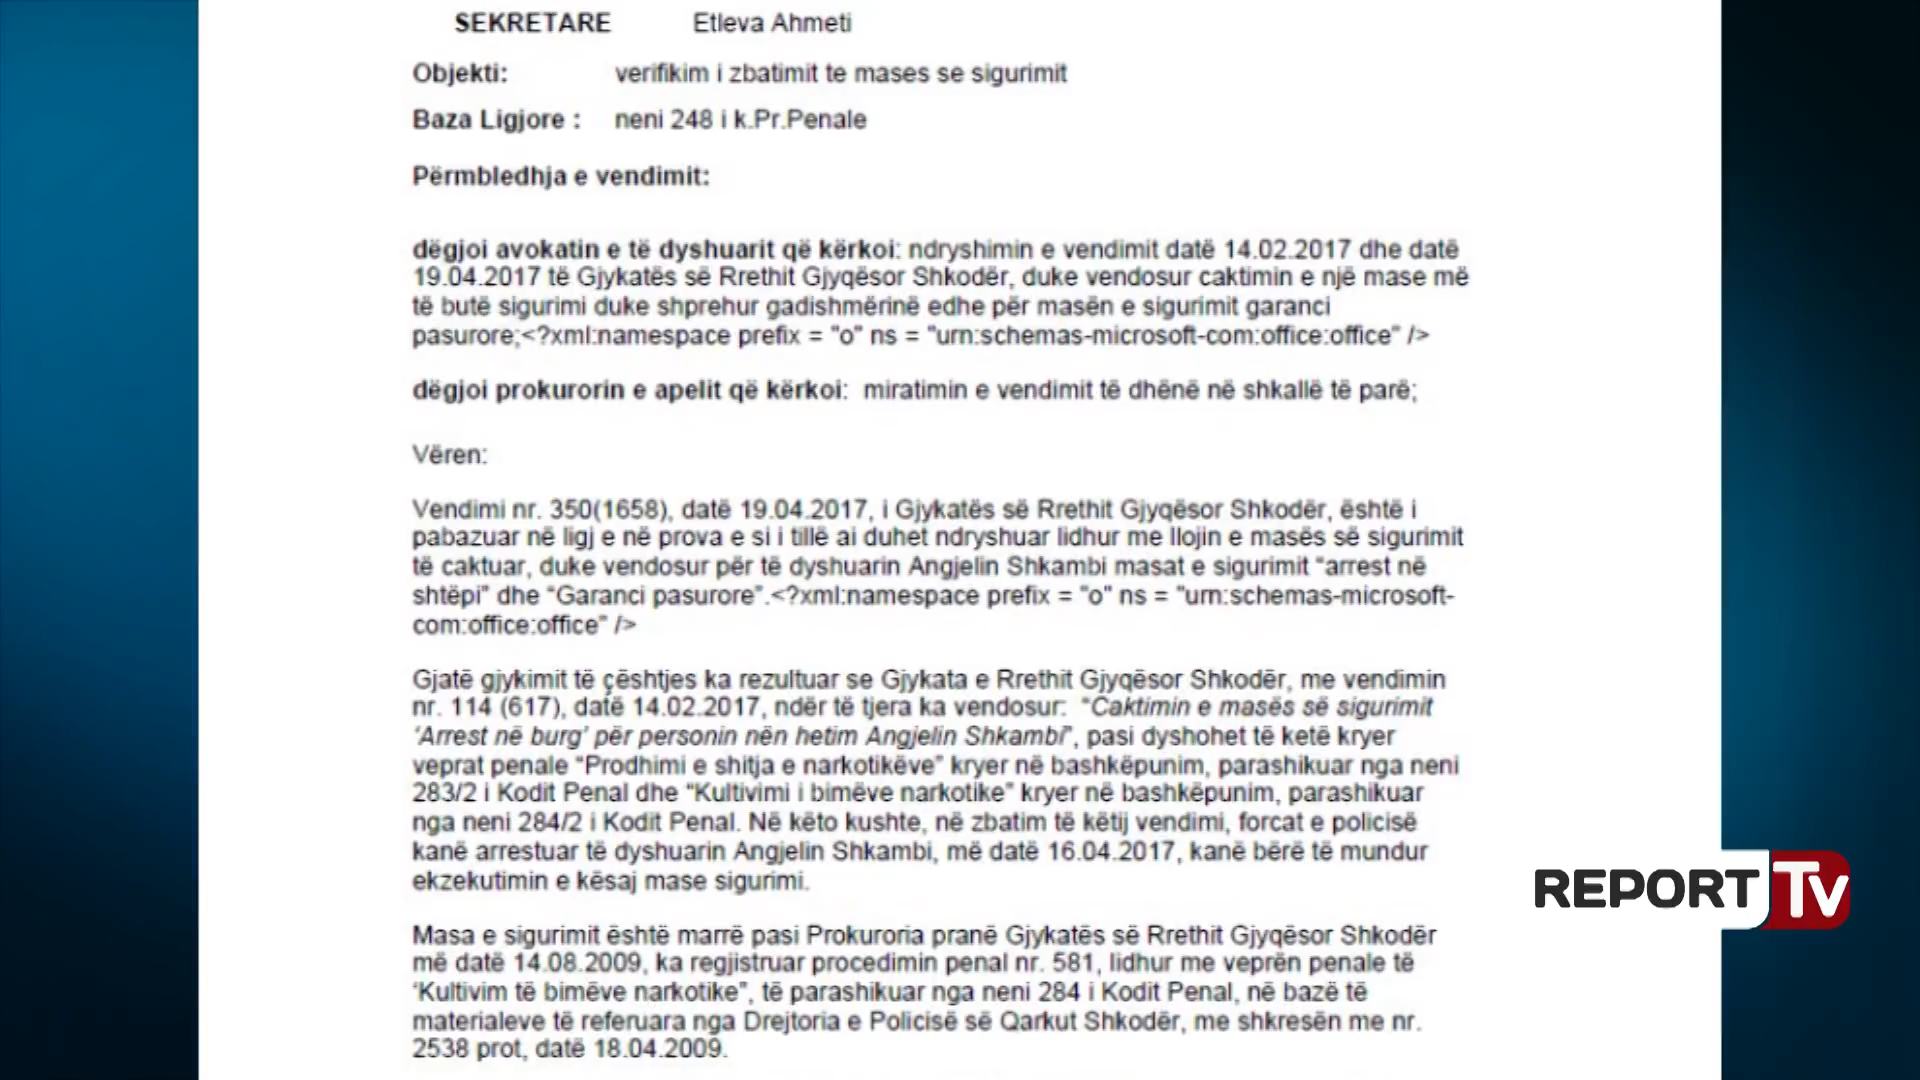 SEKRETARE Etleva Ahmeti
Objekti: verifikim i zbatimit te mases se sigurimit
Baza Ligjore : neni 248 i k.Pr.Penale
Përmbledhja e vendimit:
dëgjoi avokatin e të dyshuarit që kërkoi: ndryshimin e vendimit datë 14.02.2017 dhe datë
19.04.2017 të Gjykatës së Rrethit Gjyqësor Shkodër, duke vendosur caktimin e një mase më
të butë sigurimi duke shprehur gadishmërinë edhe për masën e sigurimit garanci
pasurore;<?xml:namespace prefix = "o" ns = "urn:schemas-microsoft-com:office:office" />
dëgjoi prokurorin e apelit që kërkoi: miratimin e vendimit të dhënë në shkallë të parë;
Vëren:
Vendimi nr. 350(1658), datë 19.04.2017, i Gjykatës së Rrethit Gjyqësor Shkodër, është i
pabazuar në ligj e në prova e si i tillë ai duhet ndryshuar lidhur me llojin e masës së sigurimit
të caktuar, duke vendosur për të dyshuarin Angjelin Shkambi masat e sigurimit “arrest në
shtëpi” dhe “Garanci pasurore”.<?xml:namespace prefix = "o" ns = "urn:schemas-microsoft-
com:office:office" />
Gjatë gjykimit të çështjes ka rezultuar se Gjykata e Rrethit Gjyqësor Shkodër, me vendimin
nr. 114 (617), datë 14.02.2017, ndër të tjera ka vendosur: “Caktimin e masës së sigurimit
‘Arrest në burg’ për personin nën hetim Angjelin Shkambi”, pasi dyshohet të ketë kryer
veprat penale “Prodhimi e shitja e narkotikëve” kryer në bashkëpunim, parashikuar nga neni
283/2 i Kodit Penal dhe “Kultivimi i bimëve narkotike” kryer në bashkëpunim, parashikuar
nga neni 284/2 i Kodit Penal. Në këto kushte, në zbatim të këtij vendimi, forcat e policisë
kanë arrestuar të dyshuarin Angjelin Shkambi, më datë 16.04.2017, kanë bërë të mundur
ekzekutimin e kësaj mase sigurimi.
Masa e sigurimit është marrë pasi Prokuroria pranë Gjykatës së Rrethit Gjyqësor Shkodër
më datë 14.08.2009, ka regjistruar procedimin penal nr. 581, lidhur me veprën penale të
‘Kultivim të bimëve narkotike”, të parashikuar nga neni 284 i Kodit Penal, në bazë të
materialeve të referuara nga Drejtoria e Policisë së Qarkut Shkodër, me shkresën me nr.
2538 prot, datë 18.04.2009.
REPORT TV